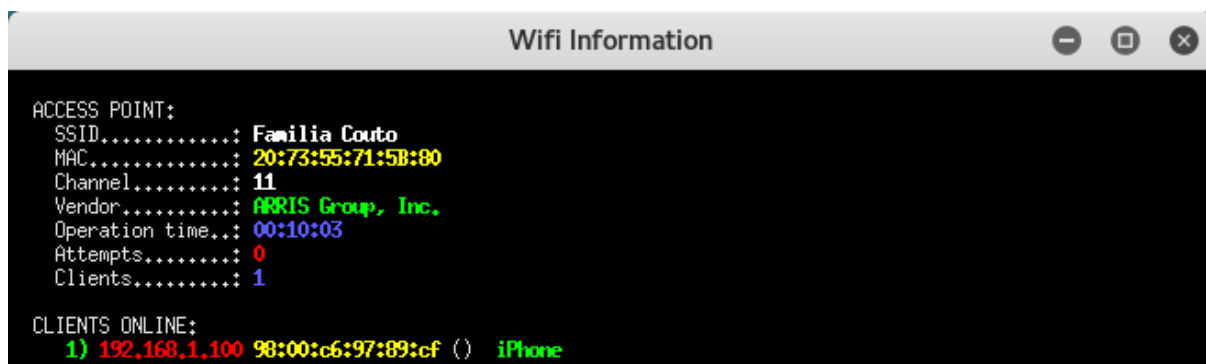 Wifi Information
ACCESS POINT:
SSID............: Familia Couto
MAC.............: 20:73:55:71:5B:80
Channel.........: 11
Vendor..........: ARRIS Group, Inc.
Operation time..: 00:10:03
Attempts........: 0
Clients.........: 1
CLIENTS ONLINE:
1) 192.168.1.100 98:00:c6:97:89:cf () iPhone